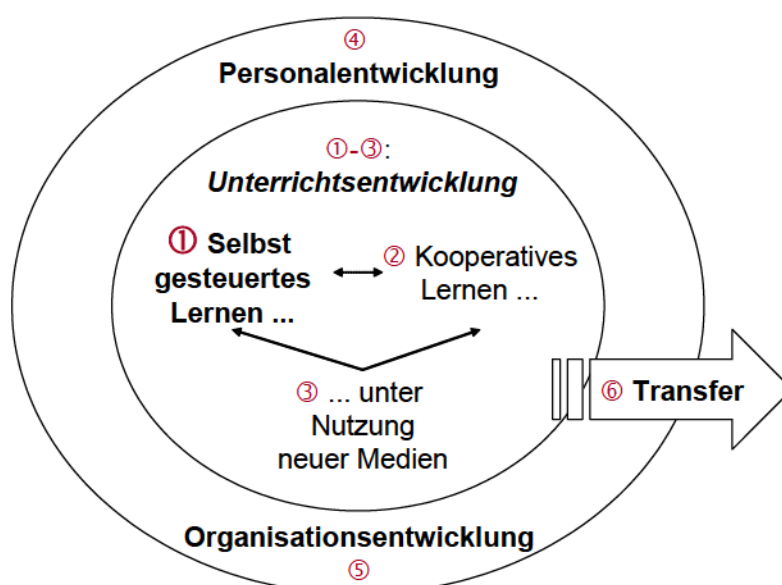 ④
Personalentwicklung
①-③:
Unterrichtsentwicklung
① Selbst
gesteuertes
Lernen ...
② Kooperatives
Lernen ...
③ ... unter
Nutzung
neuer Medien
⑥ Transfer
Organisationsentwicklung
⑤